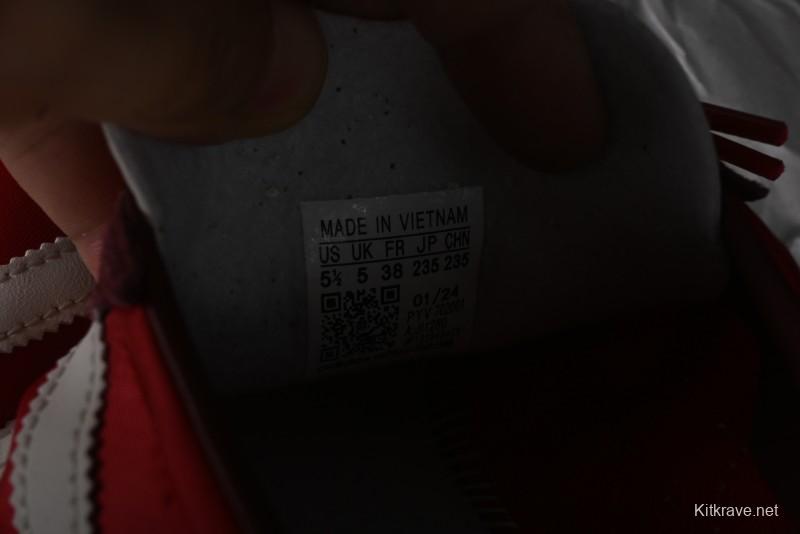 MADE IN VIETNAM
US UK FR JP CHN
5½ 5 38 235 235
01/24
Kitkrave.net